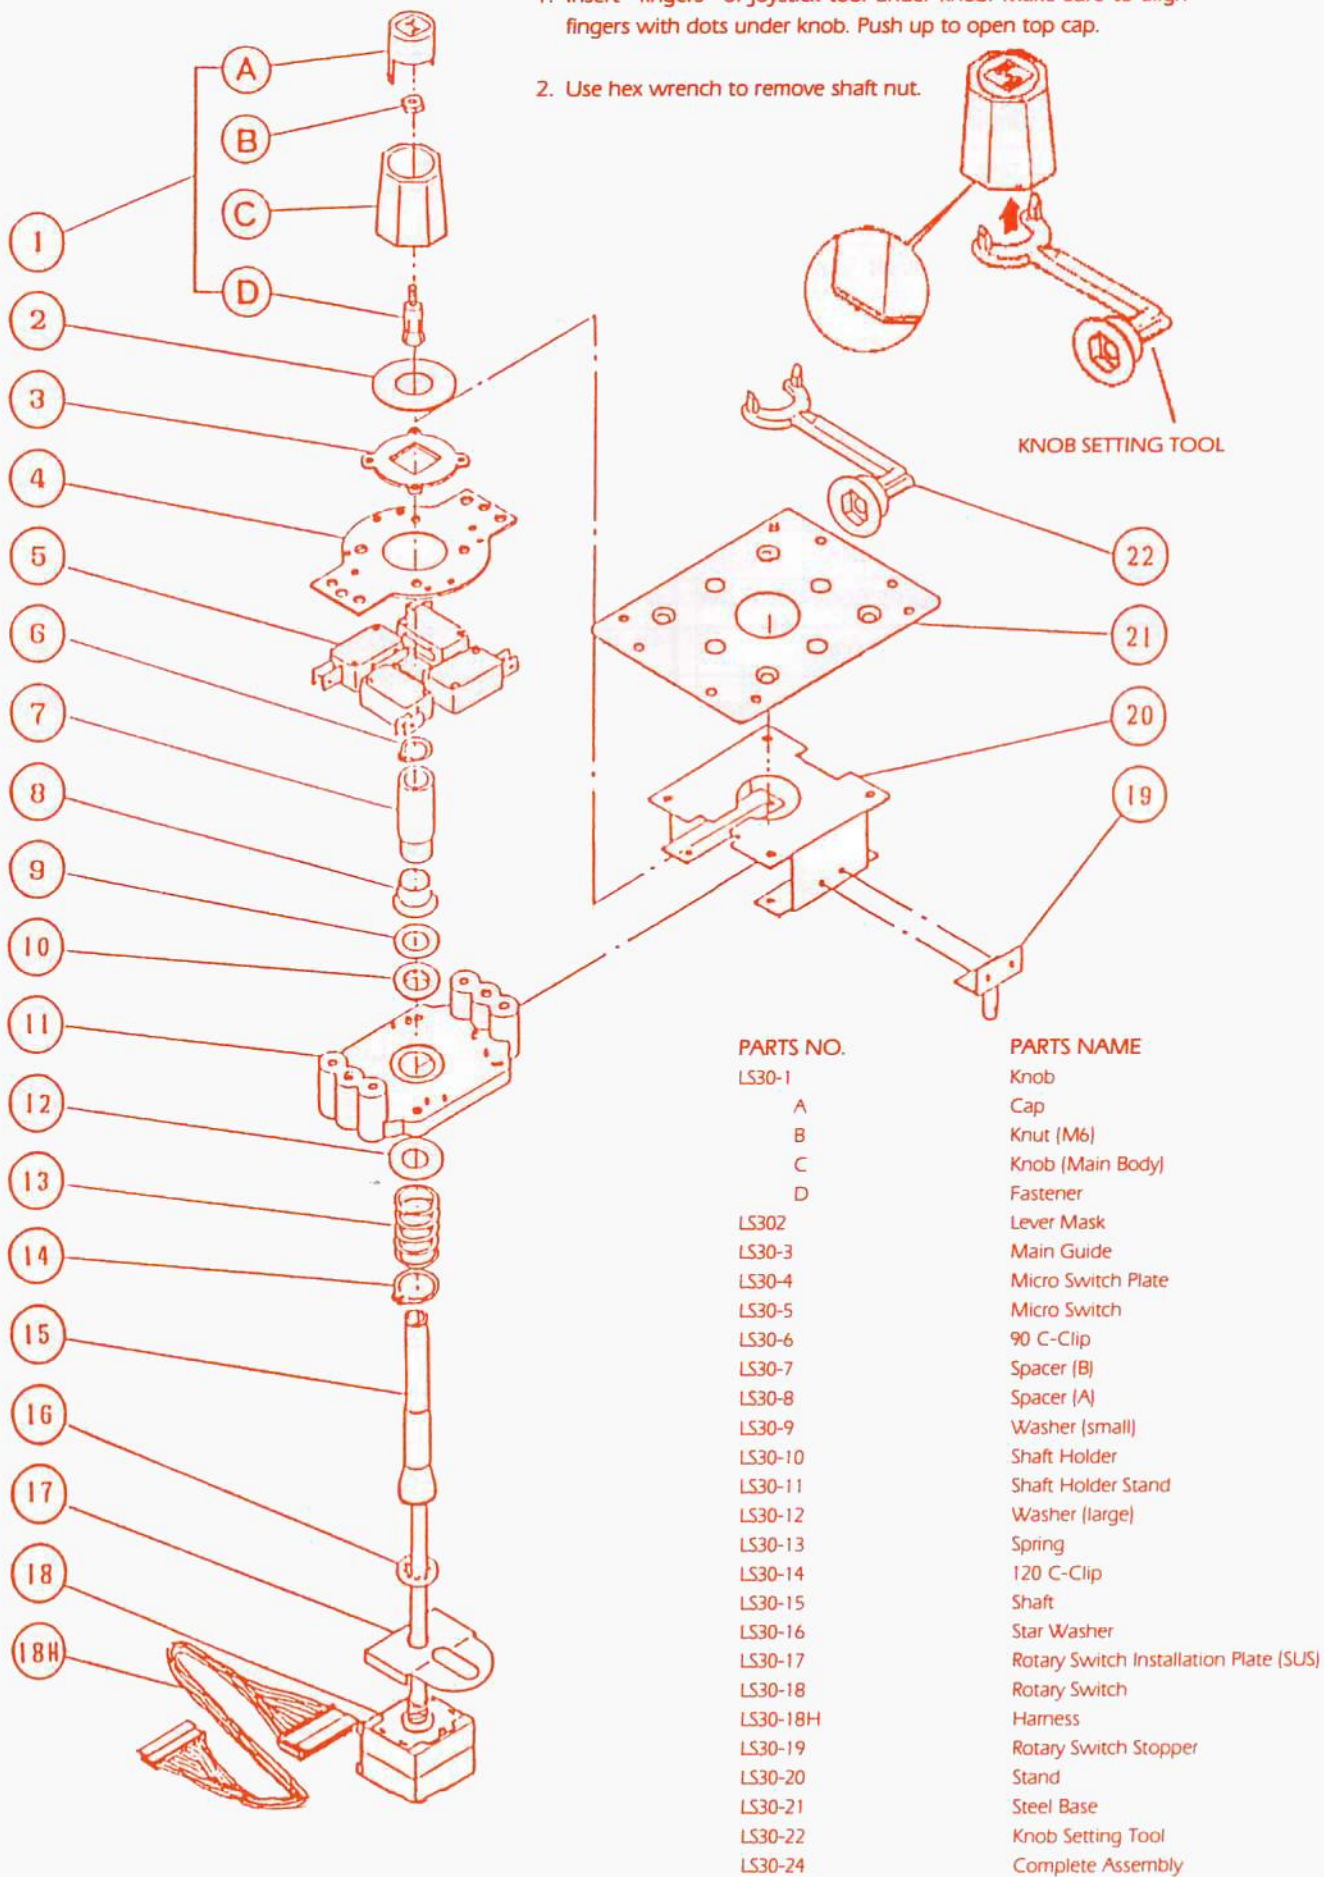 fingers with dots under knob. Push up to open top cap.
2. Use hex wrench to remove shaft nut.
A
B
C
D
1
2
3
4
5
6
7
8
9
10
11
12
13
14
15
16
17
18
18H
KNOB SETTING TOOL
22
21
20
19
PARTS NO. PARTS NAME
LS30-1 Knob
A Cap
B Knut (M6)
C Knob (Main Body)
D Fastener
LS302 Lever Mask
LS30-3 Main Guide
LS30-4 Micro Switch Plate
LS30-5 Micro Switch
LS30-6 90 C-Clip
LS30-7 Spacer (B)
LS30-8 Spacer (A)
LS30-9 Washer (small)
LS30-10 Shaft Holder
LS30-11 Shaft Holder Stand
LS30-12 Washer (large)
LS30-13 Spring
LS30-14 120 C-Clip
LS30-15 Shaft
LS30-16 Star Washer
LS30-17 Rotary Switch Installation Plate (SUS)
LS30-18 Rotary Switch
LS30-18H Harness
LS30-19 Rotary Switch Stopper
LS30-20 Stand
LS30-21 Steel Base
LS30-22 Knob Setting Tool
LS30-24 Complete Assembly